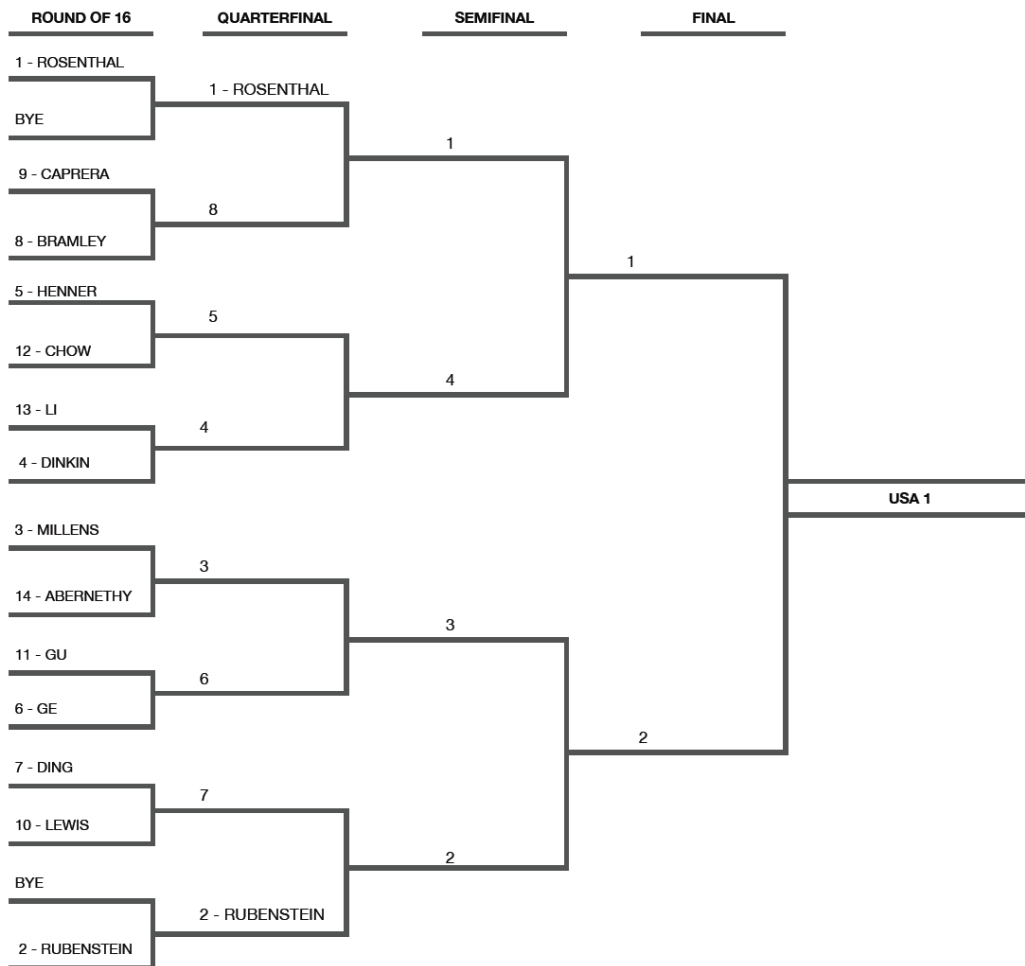 ROUND OF 16
QUARTERFINAL
SEMIFINAL
FINAL
1 - ROSENTHAL
BYE
9 - CAPRERA
8 - BRAMLEY
5 - HENNER
12 - CHOW
13 - LI
4 - DINKIN
3 - MILLENS
14 - ABERNETHY
11 - GU
6 - GE
7 - DING
10 - LEWIS
BYE
2 - RUBENSTEIN
1 - ROSENTHAL
8
5
4
3
6
7
2 - RUBENSTEIN
1
4
3
2
1
2
USA 1